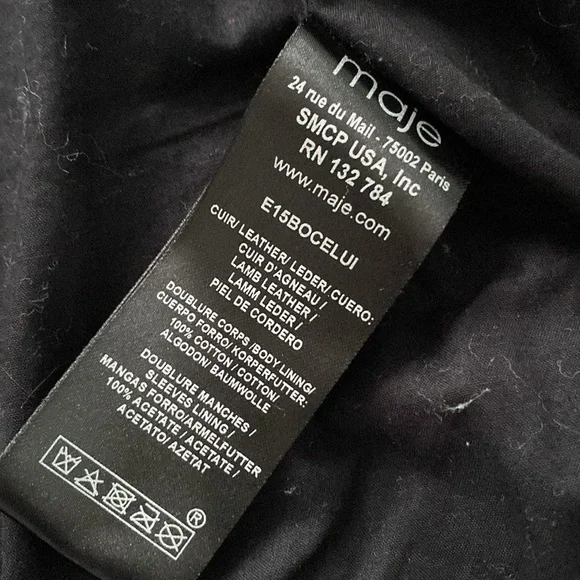 maje
24 rue du Mail - 75002 Paris
SMCP USA, Inc
RN 132 784
www.maje.com
E15BOCELUI
CUIR/ LEATHER/ LEDER/ CUERO:
CUIR D'AGNEAU /
LAMB LEATHER /
LAMM LEDER /
PIEL DE CORDERO
DOUBLURE CORPS /BODY LINING/
CUERPO FORRO/ KORPERFUTTER:
100% COTTON / COTTON/
ALGODON/ BAUMWOLLE
DOUBLURE MANCHES /
SLEEVES LINING /
MANGAS FORRO/ARMELFUTTER
100% ACETATE / ACETATE /
ACETATO/ AZETAT
®